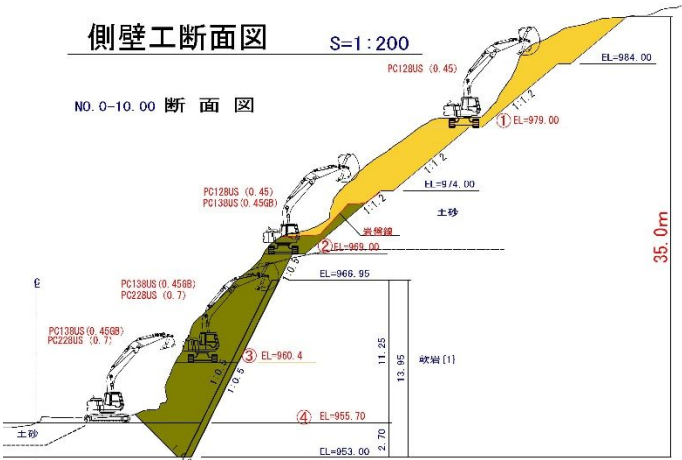 側壁工断面図 S=1:200
NO.0-10.00 断面図
PC128US (0.45)
EL=984.00
1:1.2
① EL=979.00
1:1.2
EL=974.00
PC128US (0.45)
PC138US(0.45GB)
1:1.2
土砂
岩盤線
② EL=969.00
35.0m
1:0.5
EL=966.95
PC138US(0.45GB)
PC228US (0.7)
PC138US(0.45GB)
PC228US (0.7)
11.25
13.95
軟岩[1]
③ EL=960.4
1:0.5
1:0.5
④ EL=955.70
土砂
2.70
EL=953.00